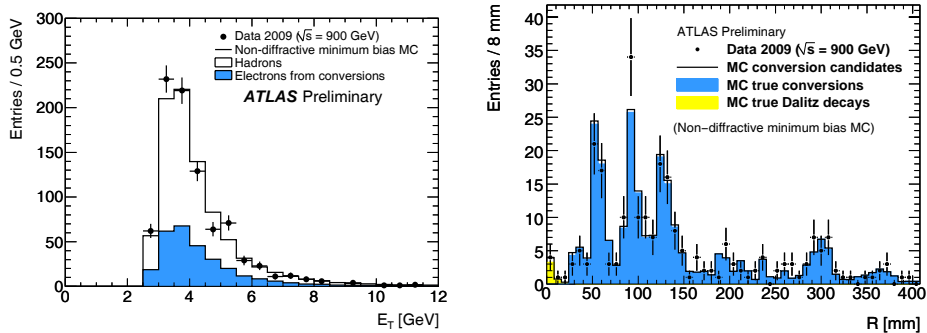 Entries / 0.5 GeV
300
250
200
150
100
50
0
0 2 4 6 8 10 12
E_T [GeV]
Data 2009 (√s = 900 GeV)
Non-diffractive minimum bias MC
Hadrons
Electrons from conversions
ATLAS Preliminary
Entries / 8 mm
40
35
30
25
20
15
10
5
0
0 50 100 150 200 250 300 350 400
R [mm]
ATLAS Preliminary
Data 2009 (√s = 900 GeV)
MC conversion candidates
MC true conversions
MC true Dalitz decays
(Non−diffractive minimum bias MC)